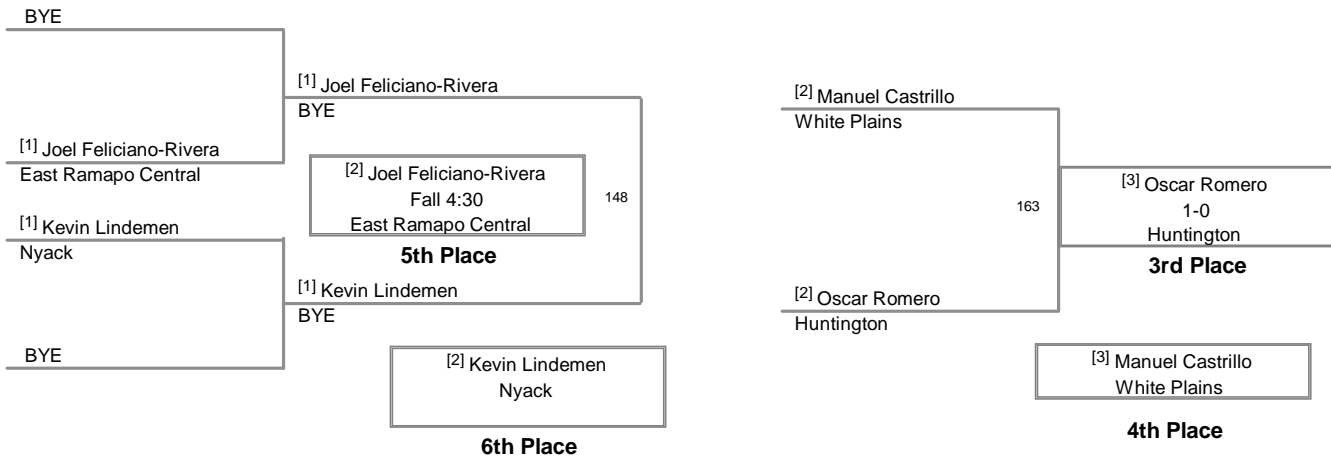 BYE
[1] Joel Feliciano-Rivera
BYE
[1] Joel Feliciano-Rivera
East Ramapo Central
[2] Joel Feliciano-Rivera
Fall 4:30
East Ramapo Central
5th Place
148
[1] Kevin Lindemen
Nyack
[1] Kevin Lindemen
BYE
BYE
[2] Kevin Lindemen
Nyack
6th Place
[2] Manuel Castrillo
White Plains
163
[3] Oscar Romero
1-0
Huntington
3rd Place
[2] Oscar Romero
Huntington
[3] Manuel Castrillo
White Plains
4th Place